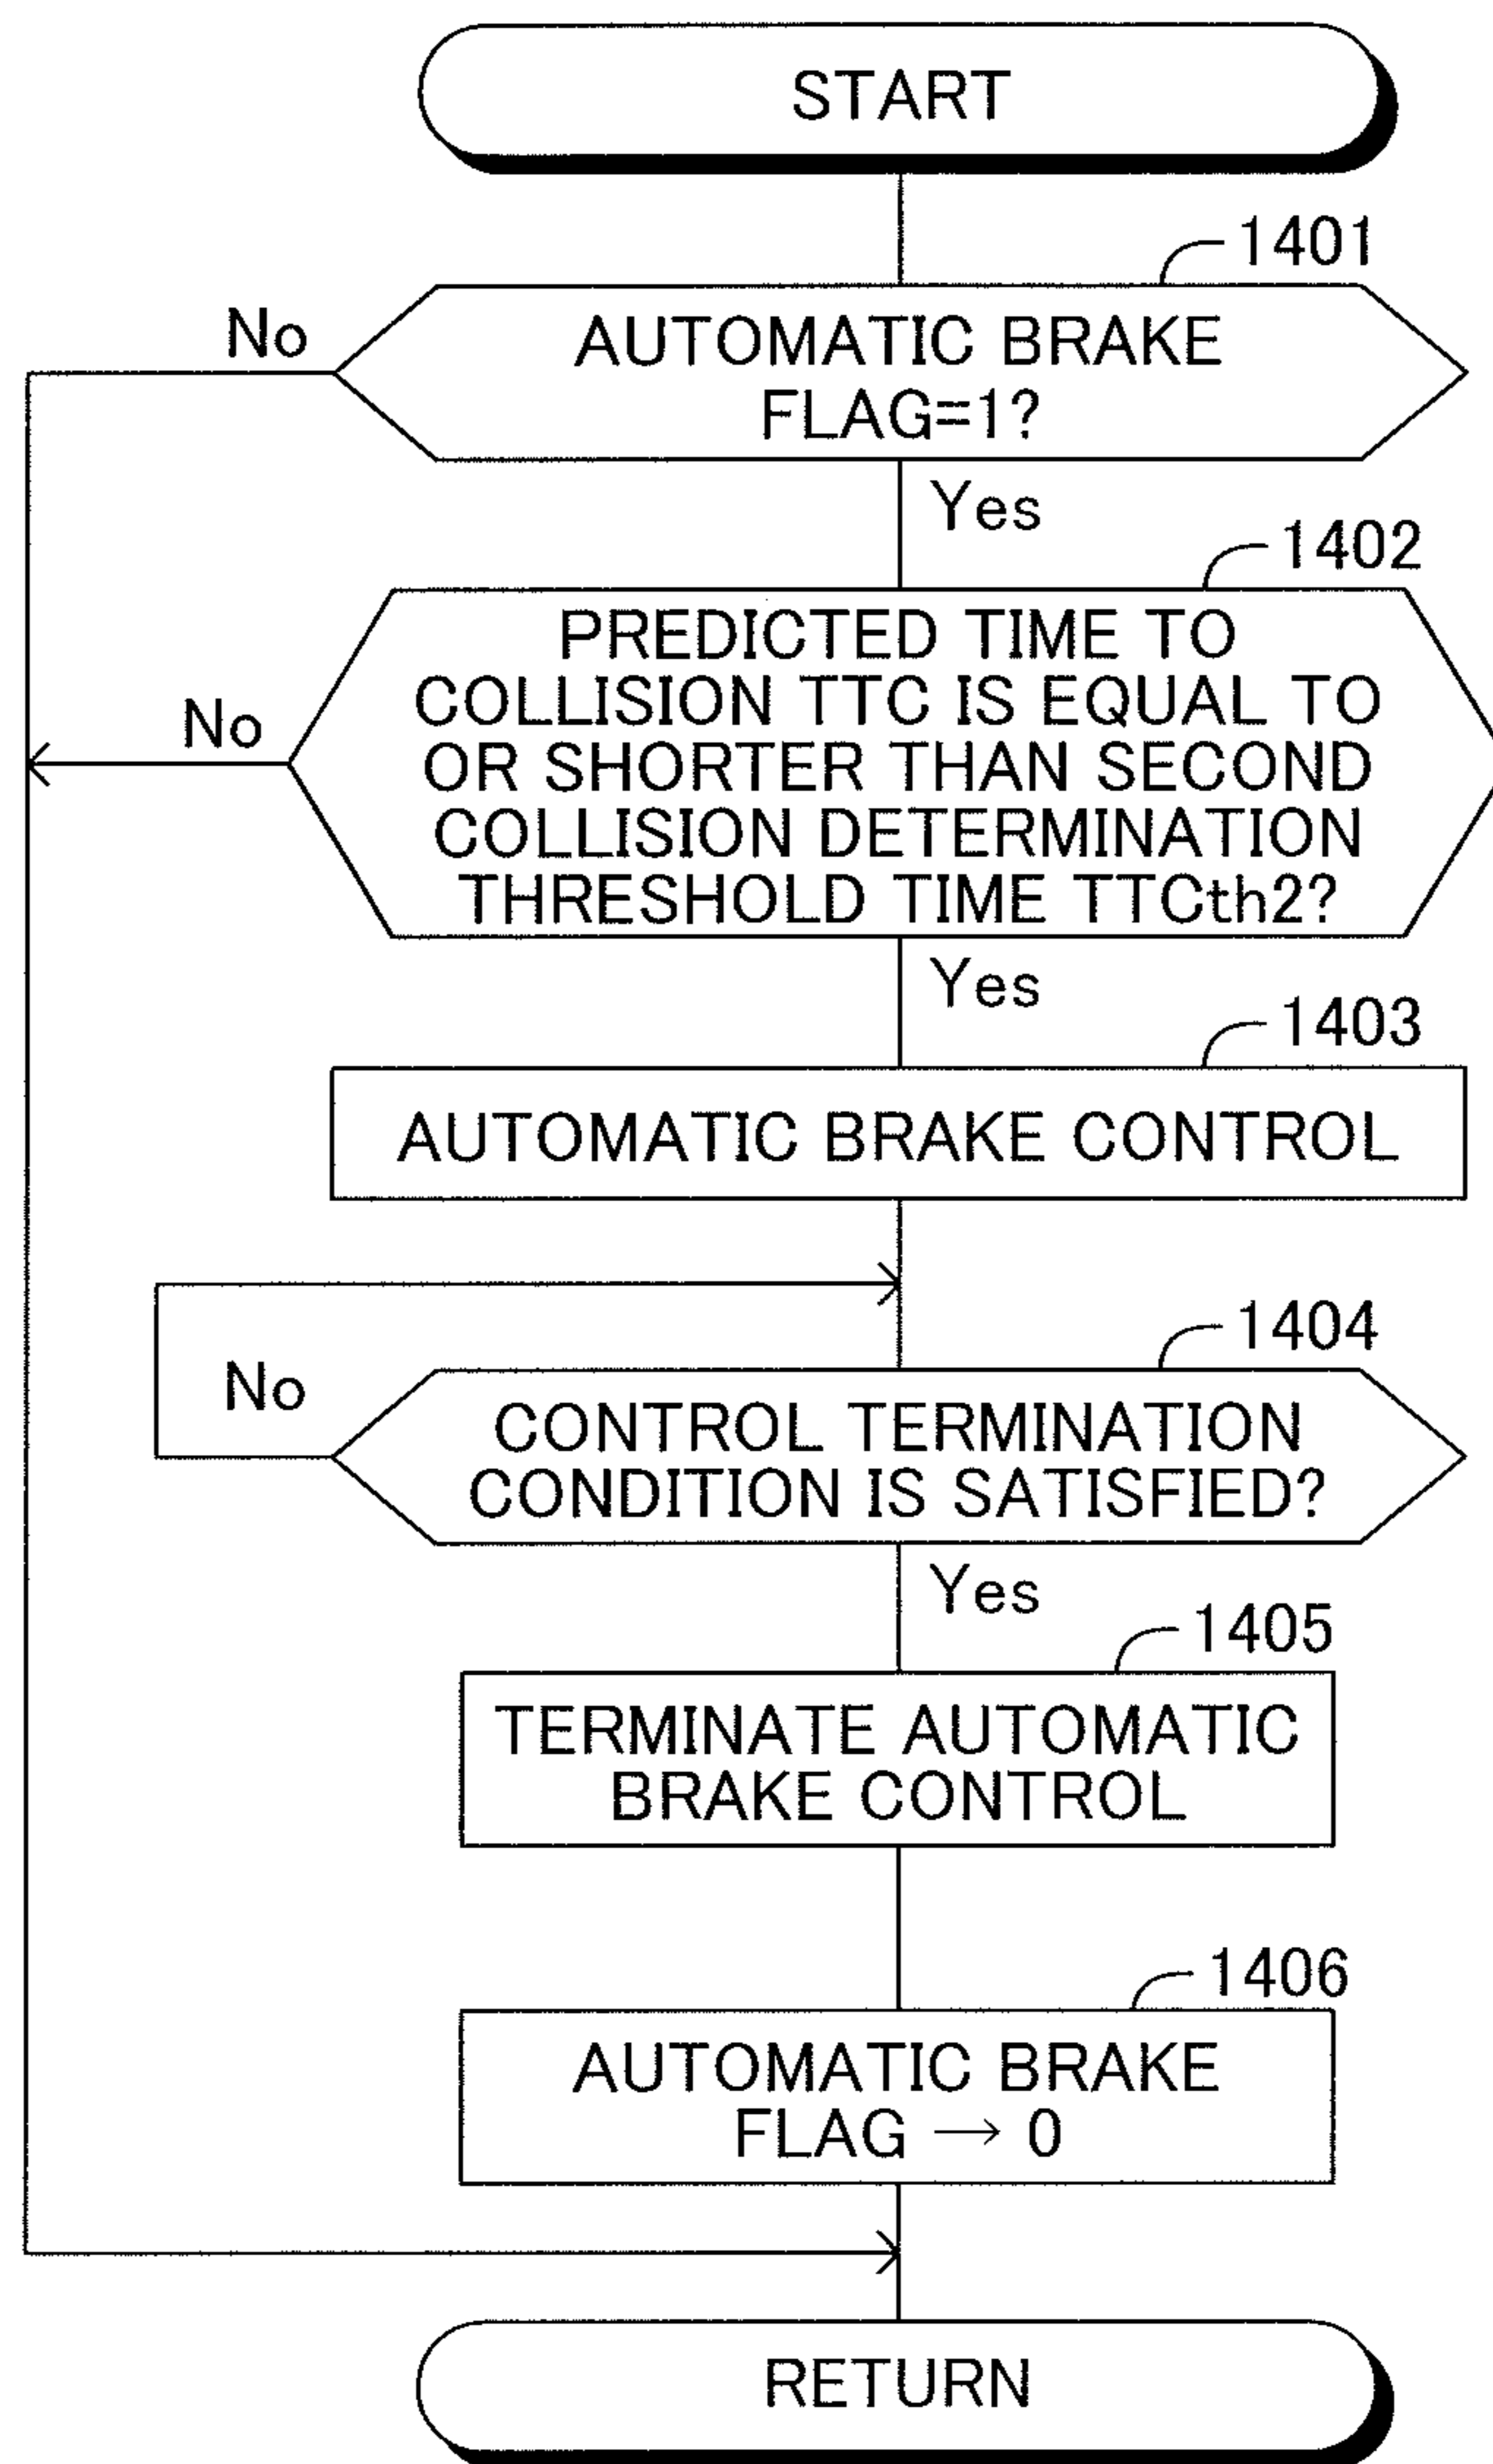 START
1401
No
AUTOMATIC BRAKE
FLAG=1?
Yes
1402
PREDICTED TIME TO
COLLISION TTC IS EQUAL TO
No
OR SHORTER THAN SECOND
COLLISION DETERMINATION
THRESHOLD TIME TTCth2?
Yes
1403
AUTOMATIC BRAKE CONTROL
1404
No
CONTROL TERMINATION
CONDITION IS SATISFIED?
Yes
1405
TERMINATE AUTOMATIC
BRAKE CONTROL
1406
AUTOMATIC BRAKE
FLAG → 0
RETURN